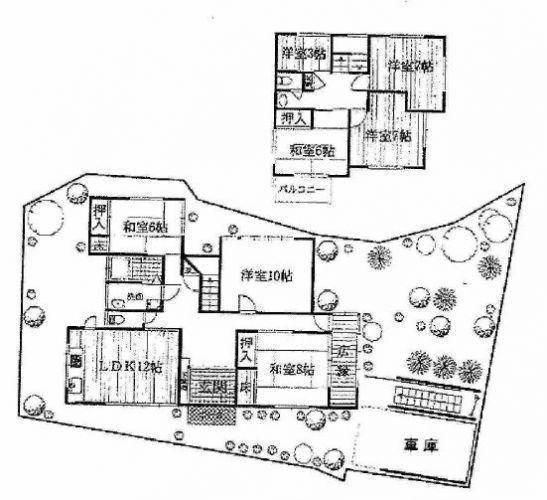 洋室3帖
洋室7帖
押入
洋室7帖
和室6帖
バルコニー
押入
和室6帖
床
洋室10帖
洗面
押入
広縁
LDK12帖
和室8帖
床
玄関
車庫